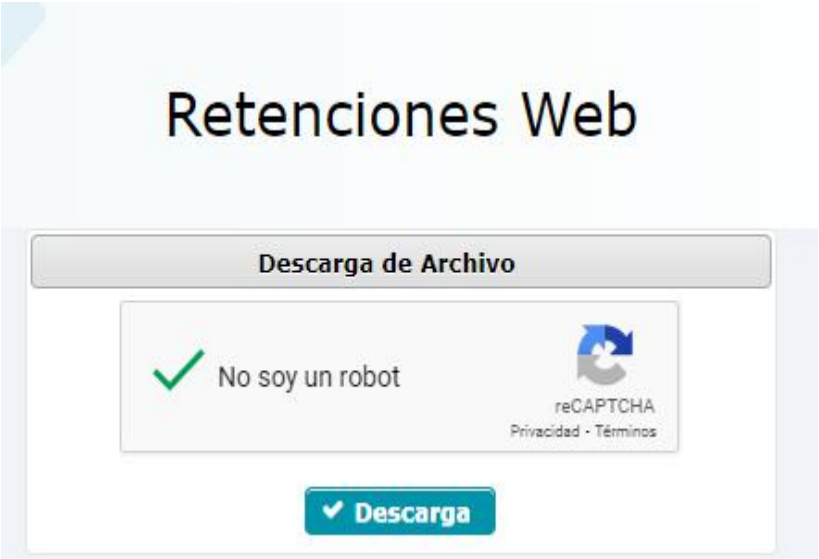 Retenciones Web
Descarga de Archivo
No soy un robot
reCAPTCHA
Privacidad - Términos
Descarga